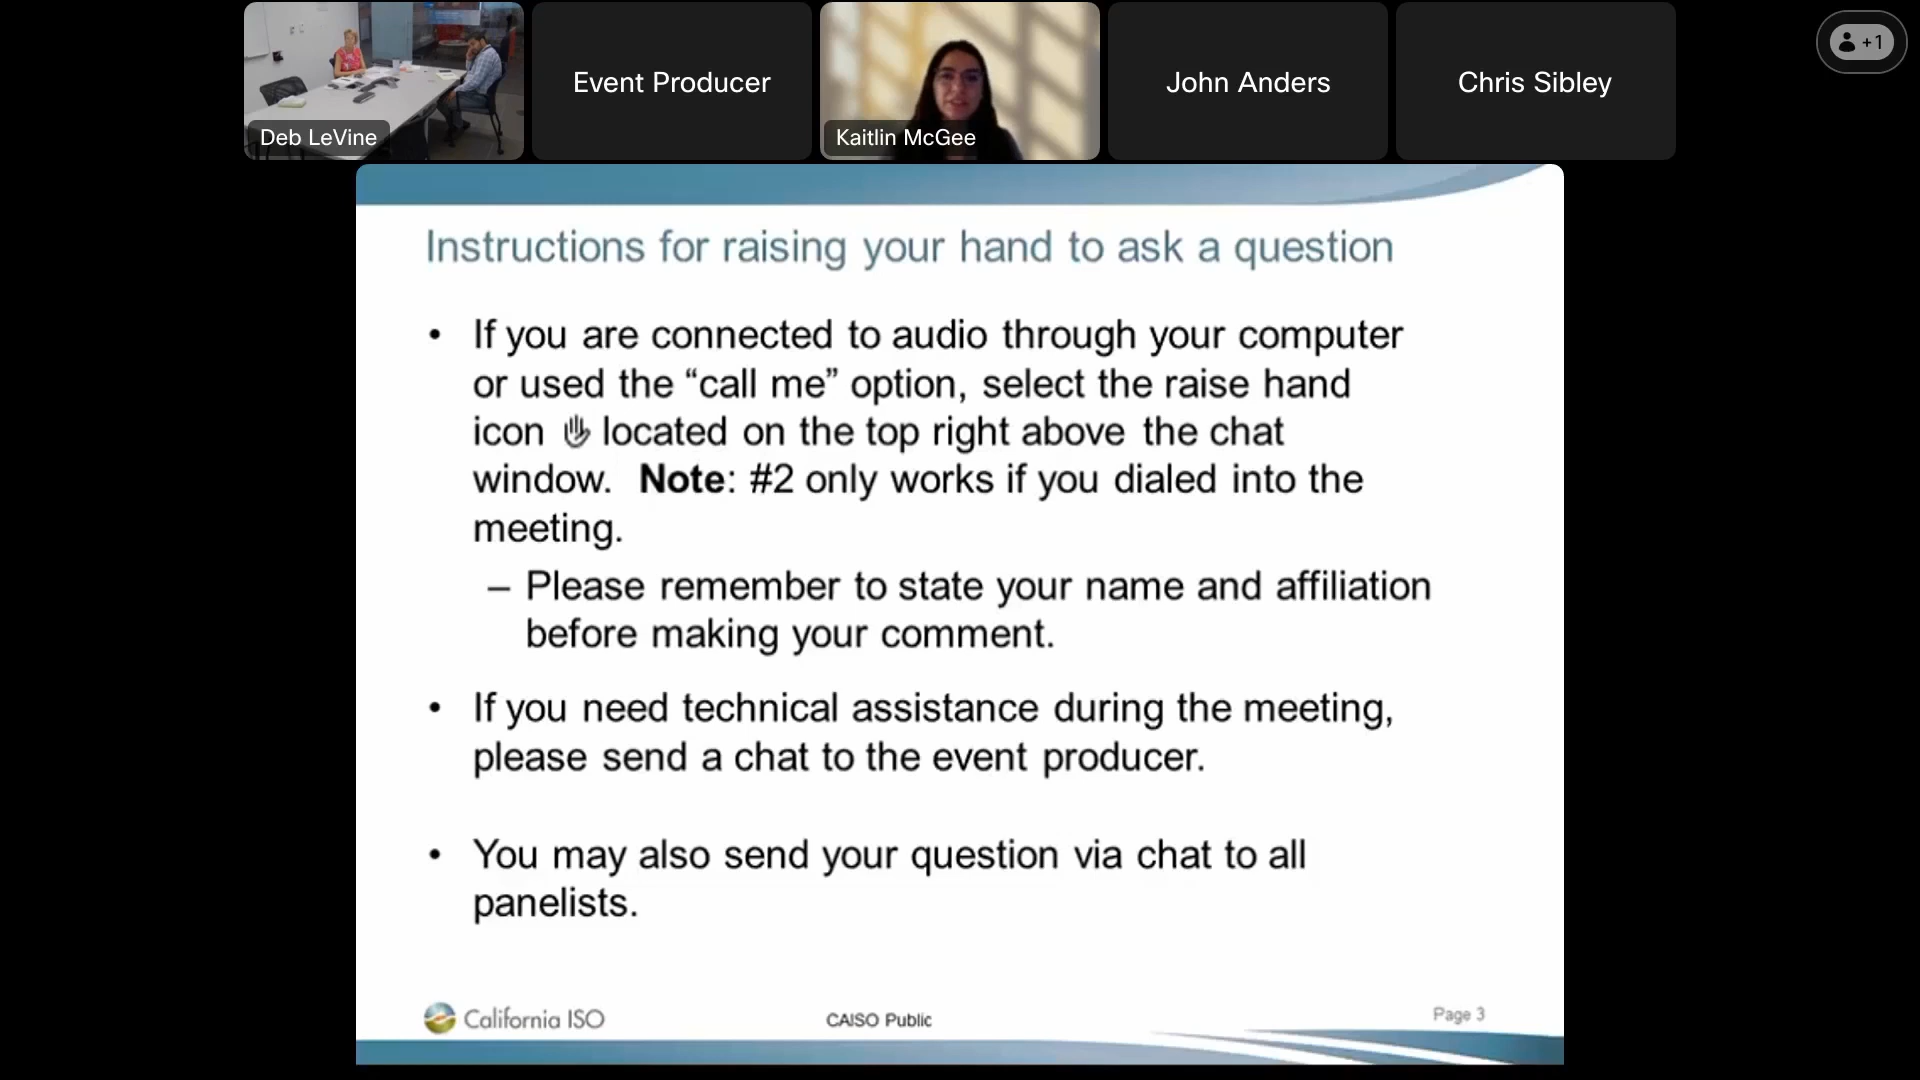 Deb LeVine
Event Producer
Kaitlin McGee
John Anders
Chris Sibley
+1
Instructions for raising your hand to ask a question
• If you are connected to audio through your computer
or used the “call me” option, select the raise hand
icon located on the top right above the chat
window. Note: #2 only works if you dialed into the
meeting.
– Please remember to state your name and affiliation
before making your comment.
• If you need technical assistance during the meeting,
please send a chat to the event producer.
• You may also send your question via chat to all
panelists.
California ISO
CAISO Public
Page 3